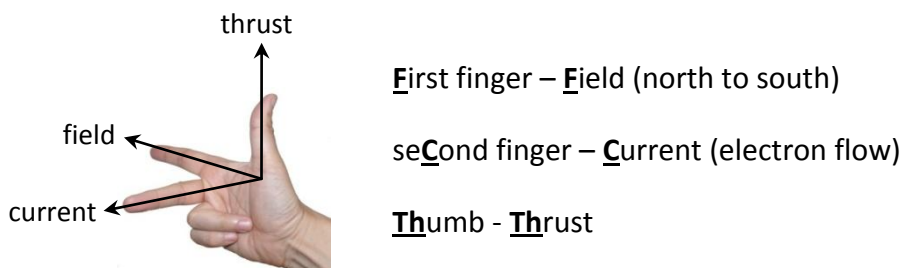 thrust
field
current
First finger – Field (north to south)
seCond finger – Current (electron flow)
Thumb - Thrust